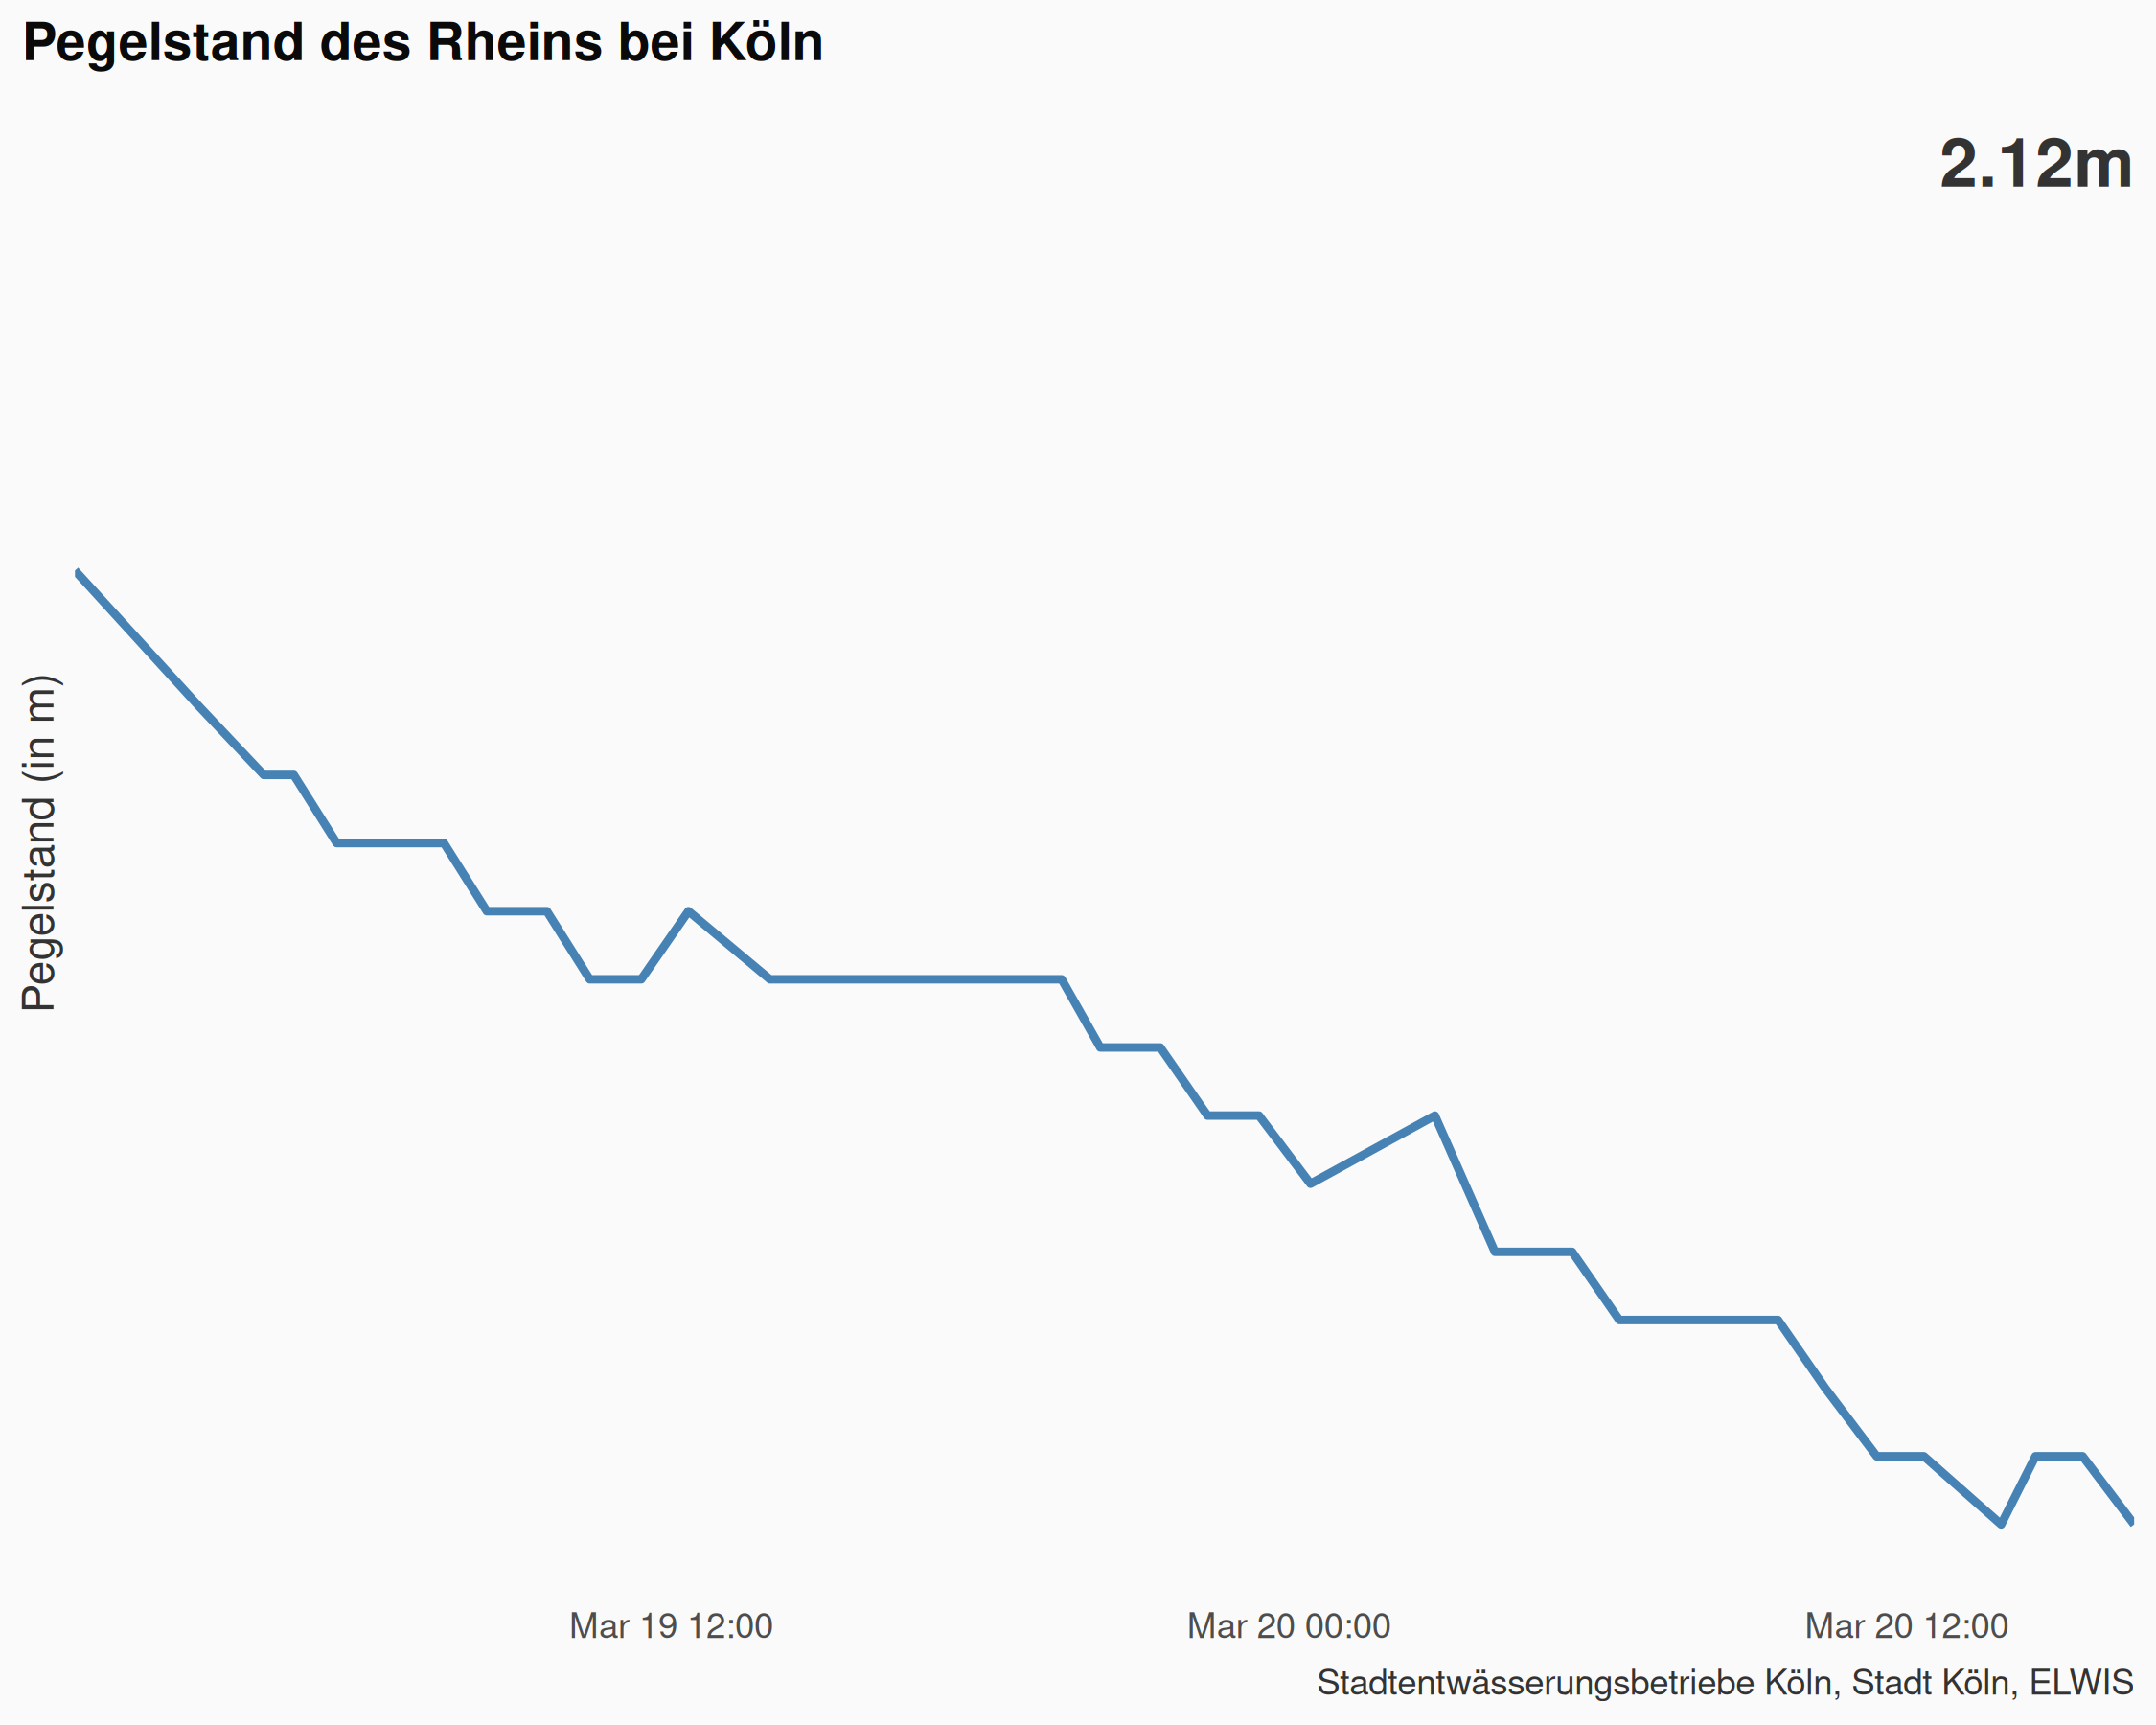 Pegelstand des Rheins bei Köln
2.12m
Pegelstand (in m)
Mar 19 12:00
Mar 20 00:00
Mar 20 12:00
Stadtentwässerungsbetriebe Köln, Stadt Köln, ELWIS